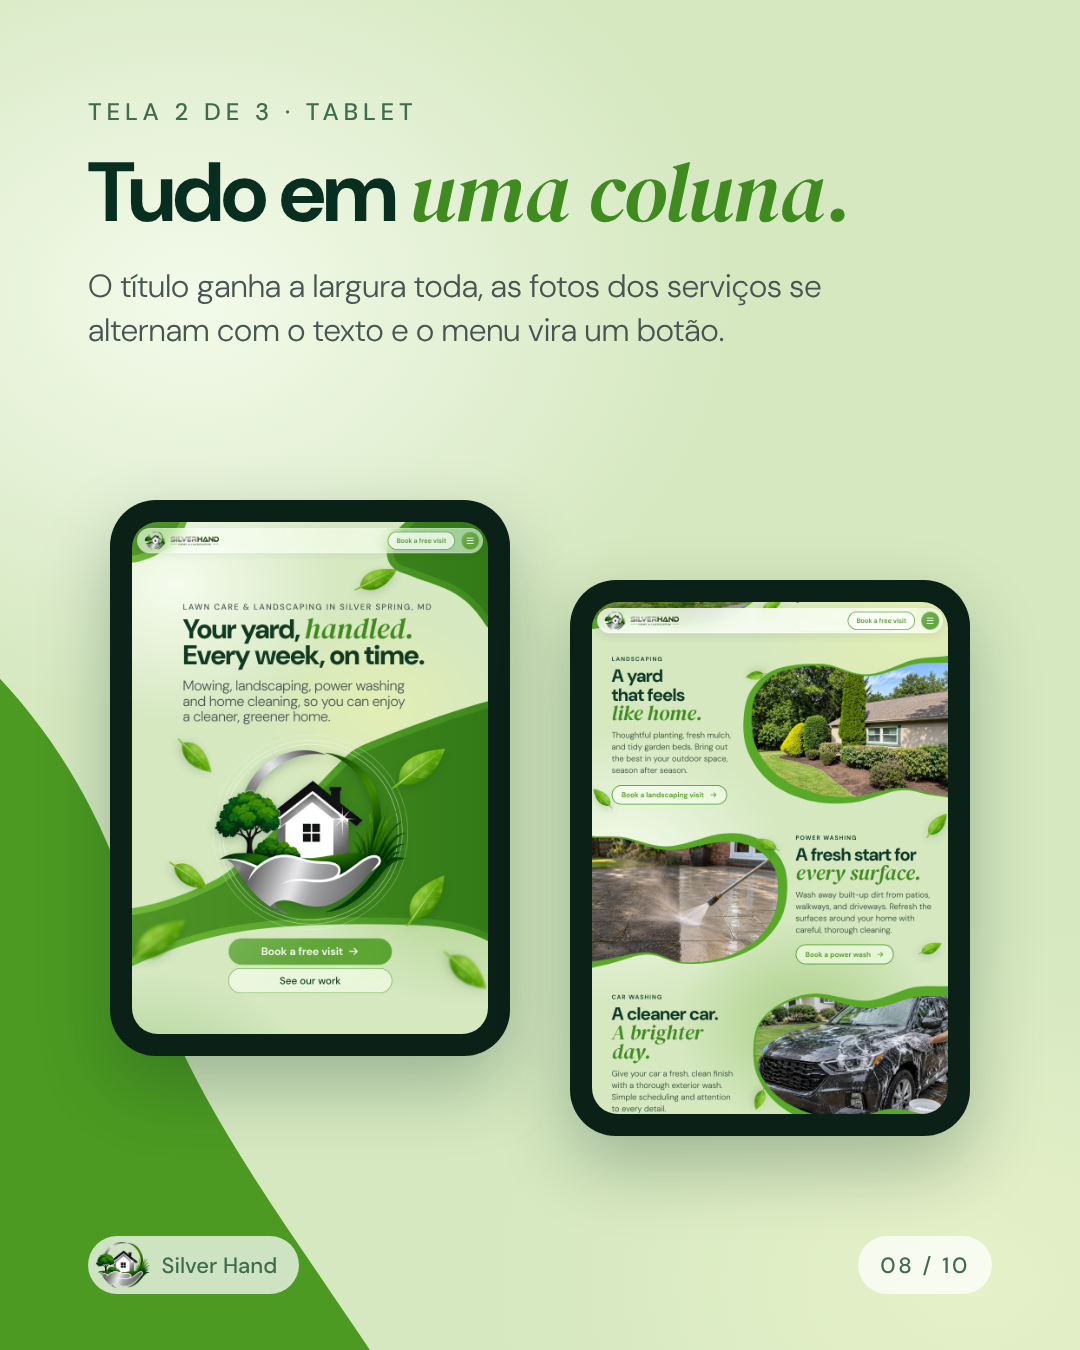 TELA 2 DE 3 · TABLET
Tudo em uma coluna.
O título ganha a largura toda, as fotos dos serviços se
alternam com o texto e o menu vira um botão.
SILVERHAND
Book a free visit
LAWN CARE & LANDSCAPING IN SILVER SPRING, MD
Your yard, handled.
Every week, on time.
Mowing, landscaping, power washing
and home cleaning, so you can enjoy
a cleaner, greener home.
Book a free visit →
See our work
SILVERHAND
Book a free visit
LANDSCAPING
A yard
that feels
like home.
Thoughtful planting, fresh mulch,
and tidy garden beds. Bring out
the best in your outdoor space,
season after season.
Book a landscaping visit →
POWER WASHING
A fresh start for
every surface.
Wash away built-up dirt from patios,
walkways, and driveways. Refresh the
surfaces around your home with
careful, thorough cleaning.
Book a power wash →
CAR WASHING
A cleaner car.
A brighter
day.
Give your car a fresh, clean finish
with a thorough exterior wash.
Simple scheduling and attention
to every detail.
Silver Hand
08 / 10